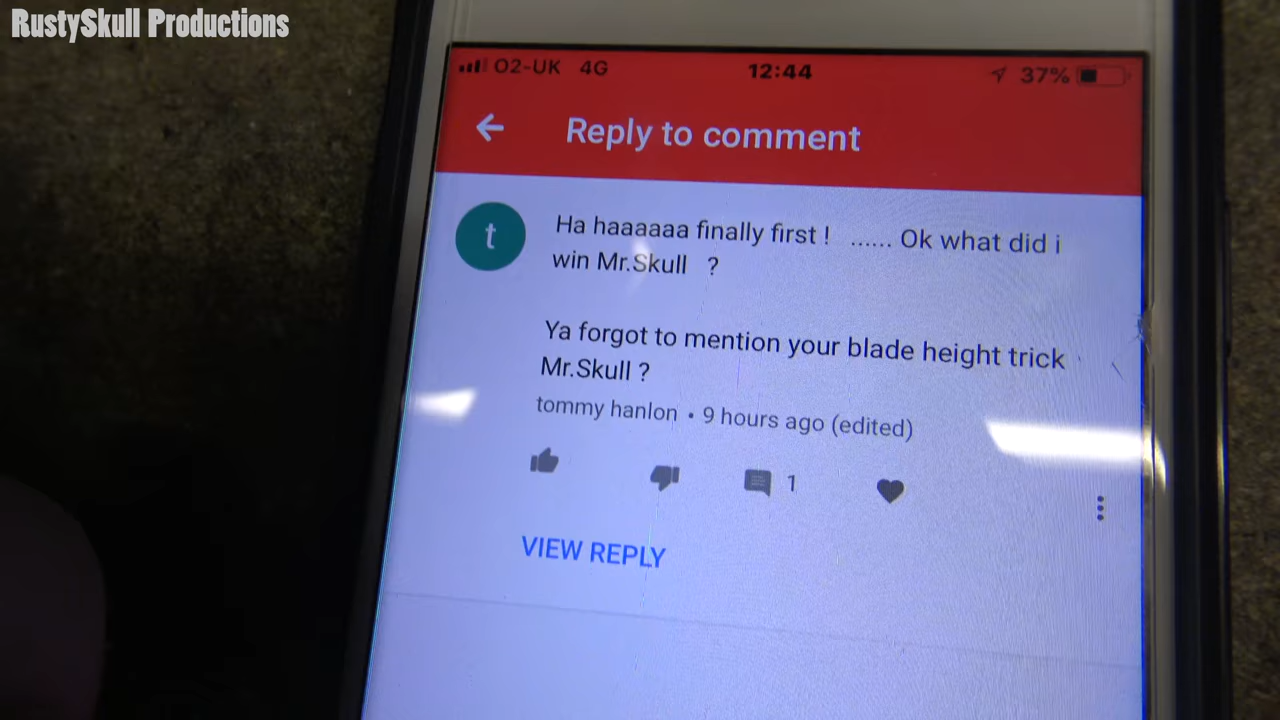 RustySkull Productions
O2-UK 4G 12:44 37%
Reply to comment
t
Ha haaaaaa finally first ! ...... Ok what did i
win Mr.Skull ?
Ya forgot to mention your blade height trick
Mr.Skull ?
tommy hanlon • 9 hours ago (edited)
1
VIEW REPLY